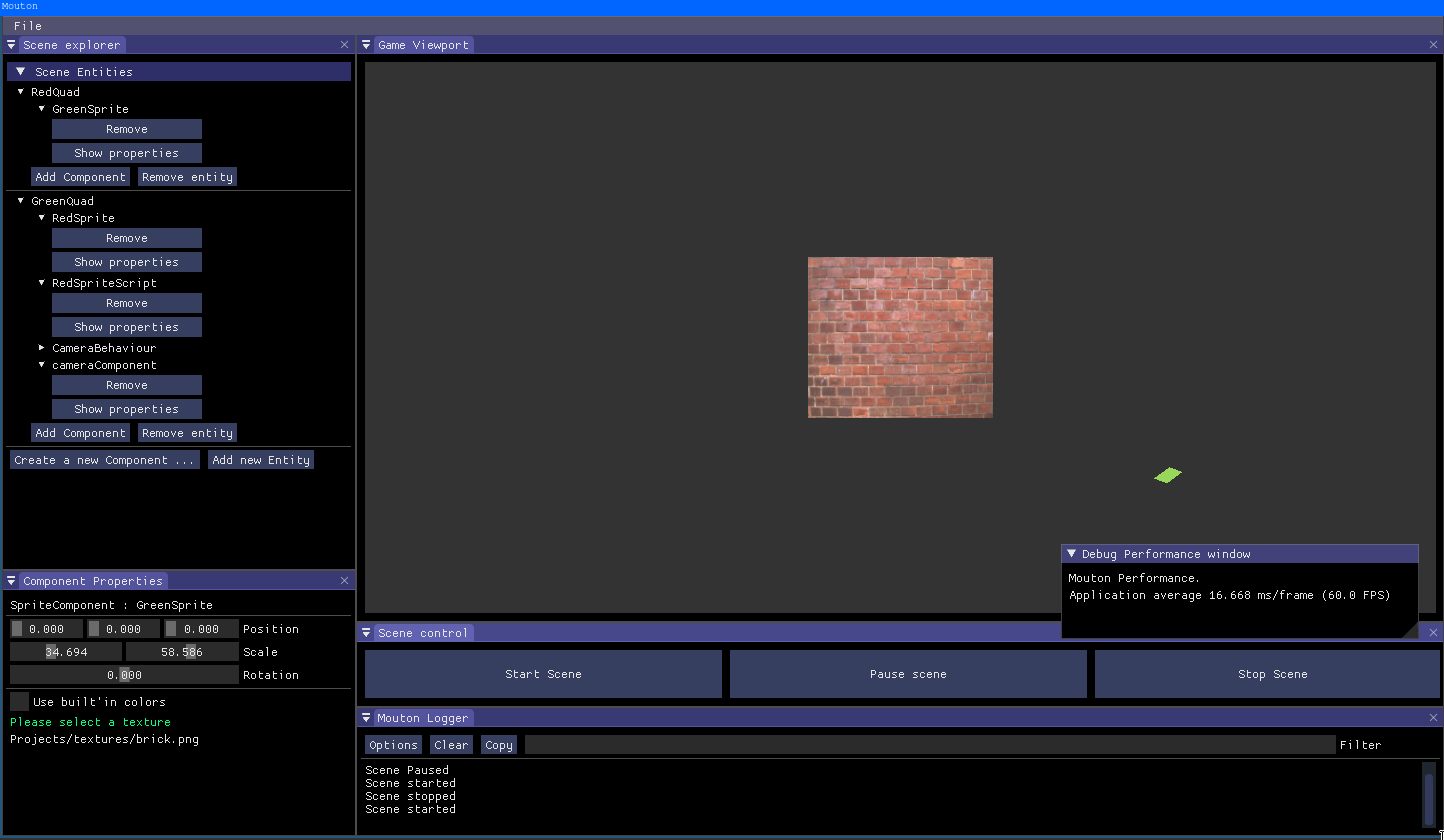 Mouton
File
Scene explorer
Scene Entities
RedQuad
GreenSprite
Remove
Show properties
Add Component Remove entity
GreenQuad
RedSprite
Remove
Show properties
RedSpriteScript
Remove
Show properties
CameraBehaviour
cameraComponent
Remove
Show properties
Add Component Remove entity
Create a new Component ... Add new Entity
Component Properties
SpriteComponent : GreenSprite
0.000 0.000 0.000 Position
34.694 58.586 Scale
0.000 Rotation
Use built'in colors
Please select a texture
Projects/textures/brick.png
Game Viewport
Debug Performance window
Mouton Performance.
Application average 16.668 ms/frame (60.0 FPS)
Scene control
Start Scene Pause scene Stop Scene
Mouton Logger
Options Clear Copy Filter
Scene Paused
Scene started
Scene stopped
Scene started